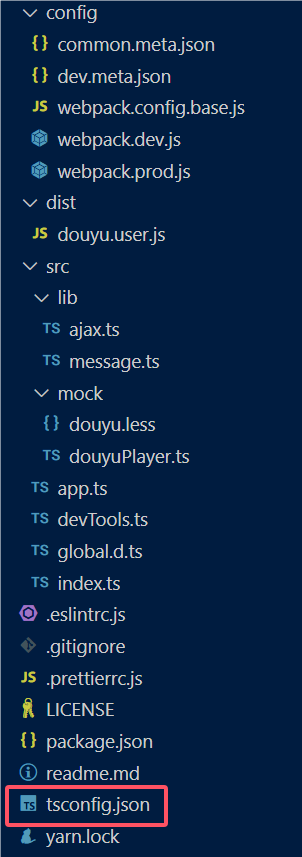 config
{} common.meta.json
{} dev.meta.json
JS webpack.config.base.js
webpack.dev.js
webpack.prod.js
dist
JS douyu.user.js
src
lib
TS ajax.ts
TS message.ts
mock
{} douyu.less
TS douyuPlayer.ts
TS app.ts
TS devTools.ts
TS global.d.ts
TS index.ts
.eslintrc.js
.gitignore
JS .prettierrc.js
LICENSE
{} package.json
readme.md
TS tsconfig.json
yarn.lock